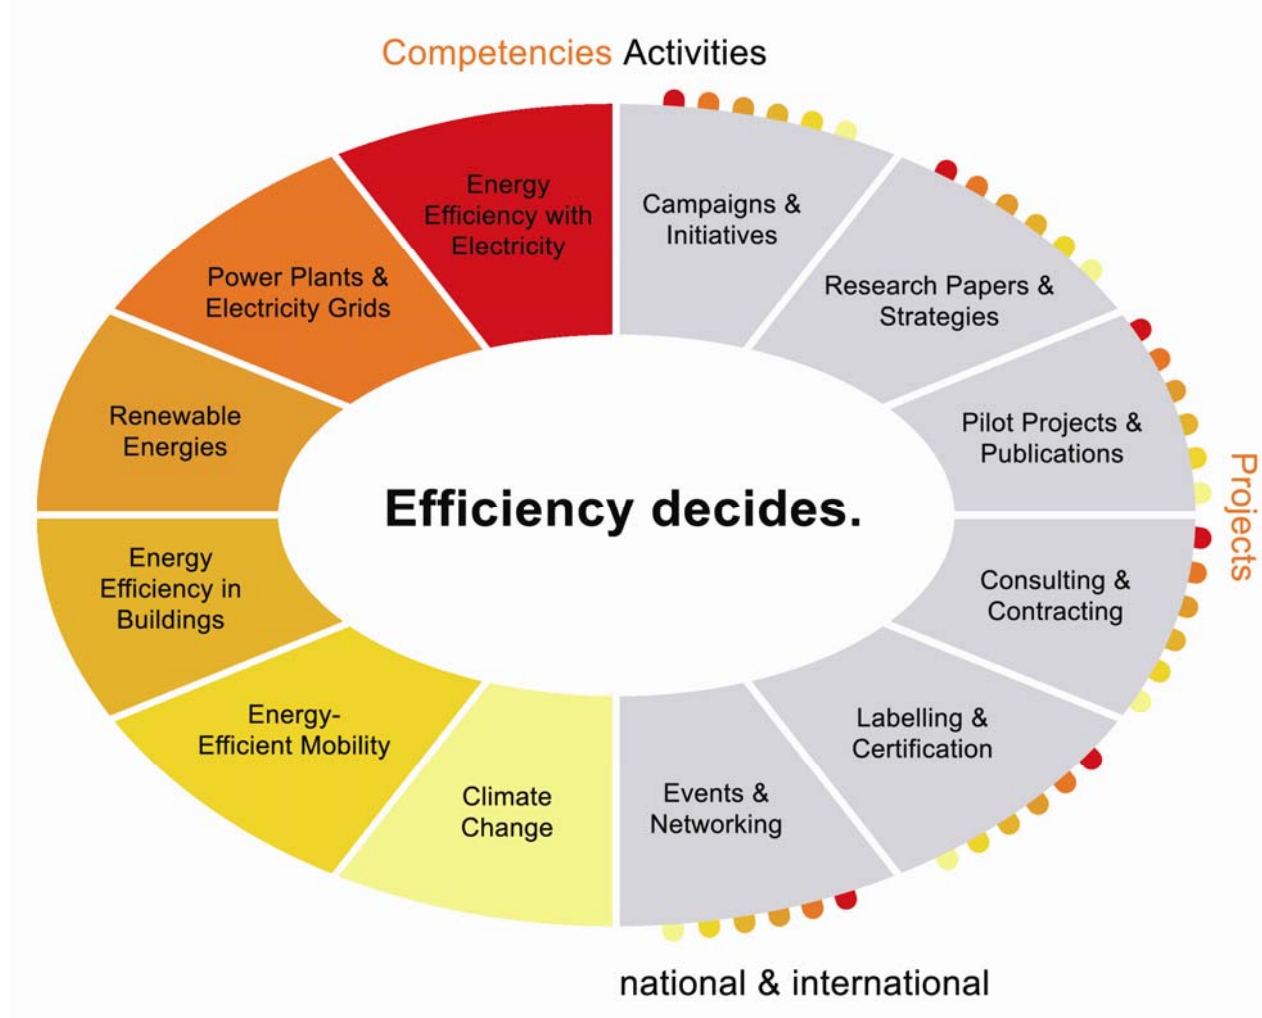 Competencies Activities
Energy
Efficiency with
Electricity
Campaigns &
Initiatives
Power Plants &
Electricity Grids
Research Papers &
Strategies
Renewable
Energies
Pilot Projects &
Publications
Projects
Efficiency decides.
Energy
Efficiency in
Buildings
Consulting &
Contracting
Energy-
Efficient Mobility
Labelling &
Certification
Climate
Change
Events &
Networking
national & international